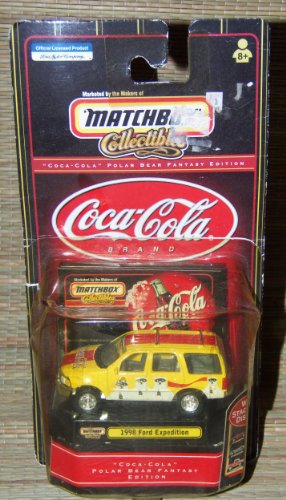 Official Licensed Product
8+
Marketed by the Makers of
MATCHBOX
Collectibles
"COCA-COLA" POLAR BEAR FANTASY EDITION
Coca-Cola
BRAND
Marketed by the Makers of
MATCHBOX
Collectibles
Coca-Cola
1998 Ford Expedition
"COCA-COLA"
POLAR BEAR FANTASY
EDITION